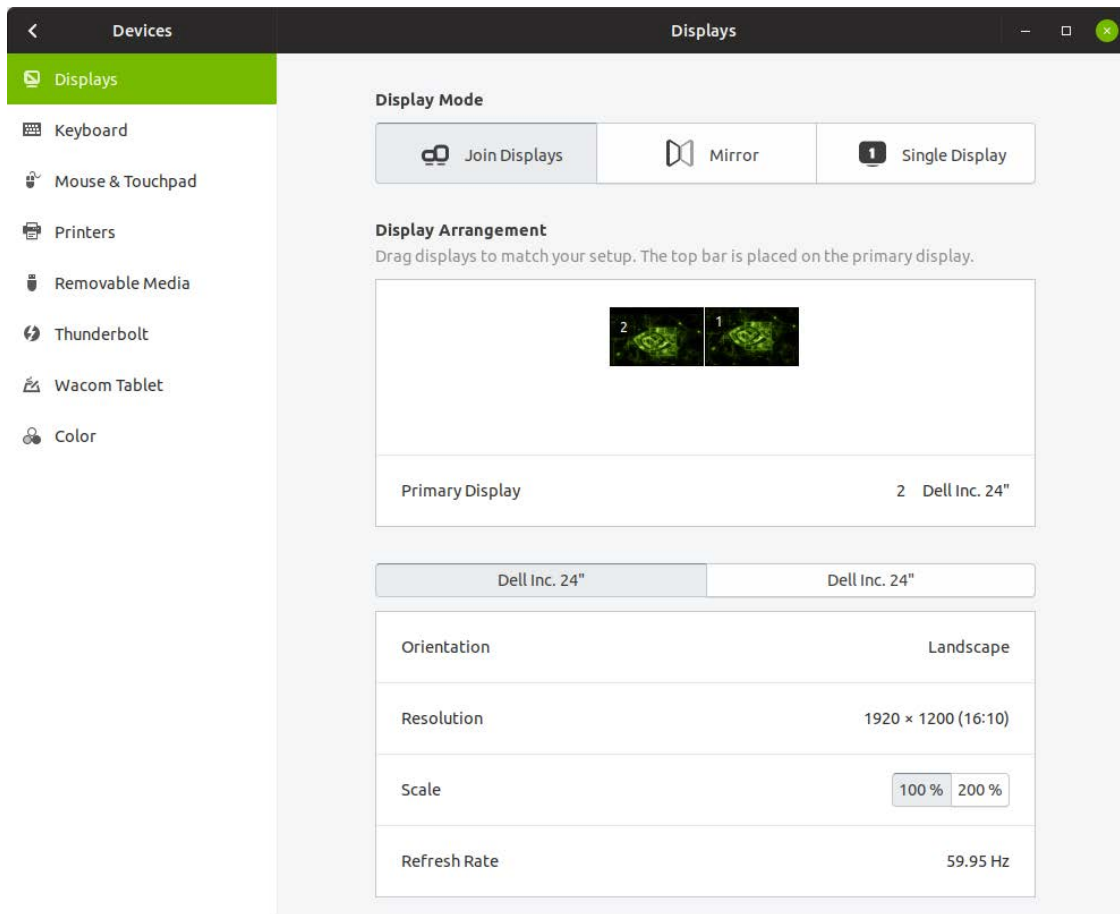 Devices
Displays
Displays
Keyboard
Mouse & Touchpad
Printers
Removable Media
Thunderbolt
Wacom Tablet
Color
Display Mode
Join Displays
Mirror
1 Single Display
Display Arrangement
Drag displays to match your setup. The top bar is placed on the primary display.
2
1
Primary Display 2 Dell Inc. 24"
Dell Inc. 24" Dell Inc. 24"
Orientation Landscape
Resolution 1920 × 1200 (16∶10)
Scale 100 % 200 %
Refresh Rate 59.95 Hz